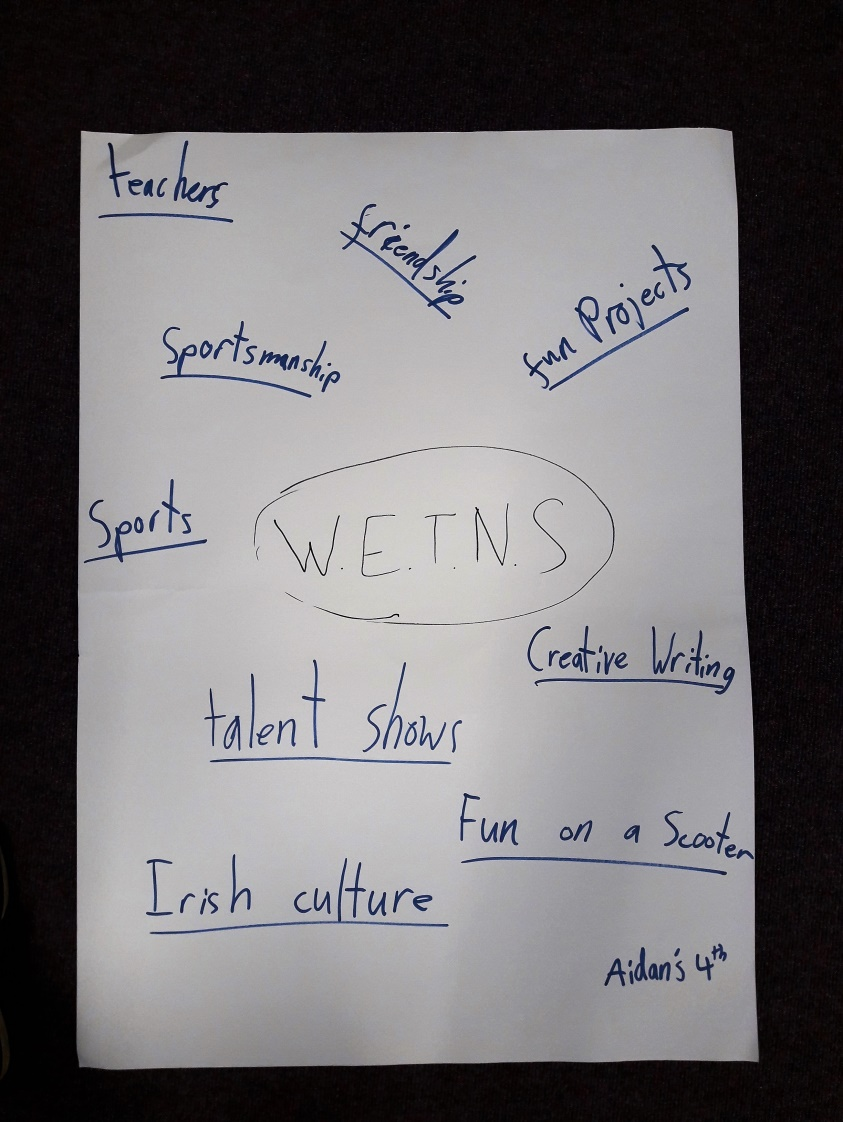 teachers
friendship
fun Projects
Sportsmanship
Sports
W.E.T.N.S
Creative Writing
talent shows
Fun on a Scooter
Irish culture
Aidan's 4th